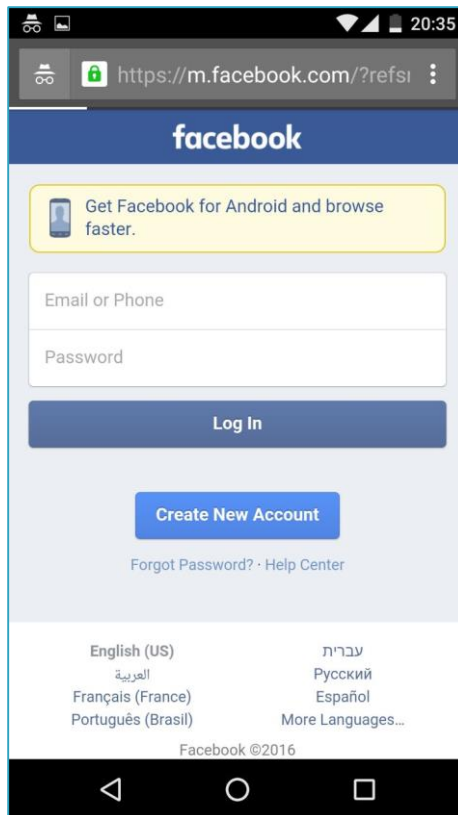 20:35
https://m.facebook.com/?refsr
facebook
Get Facebook for Android and browse
faster.
Email or Phone
Password
Log In
Create New Account
Forgot Password? · Help Center
English (US)
עברית
العربية
Русский
Français (France)
Español
Português (Brasil)
More Languages...
Facebook ©2016